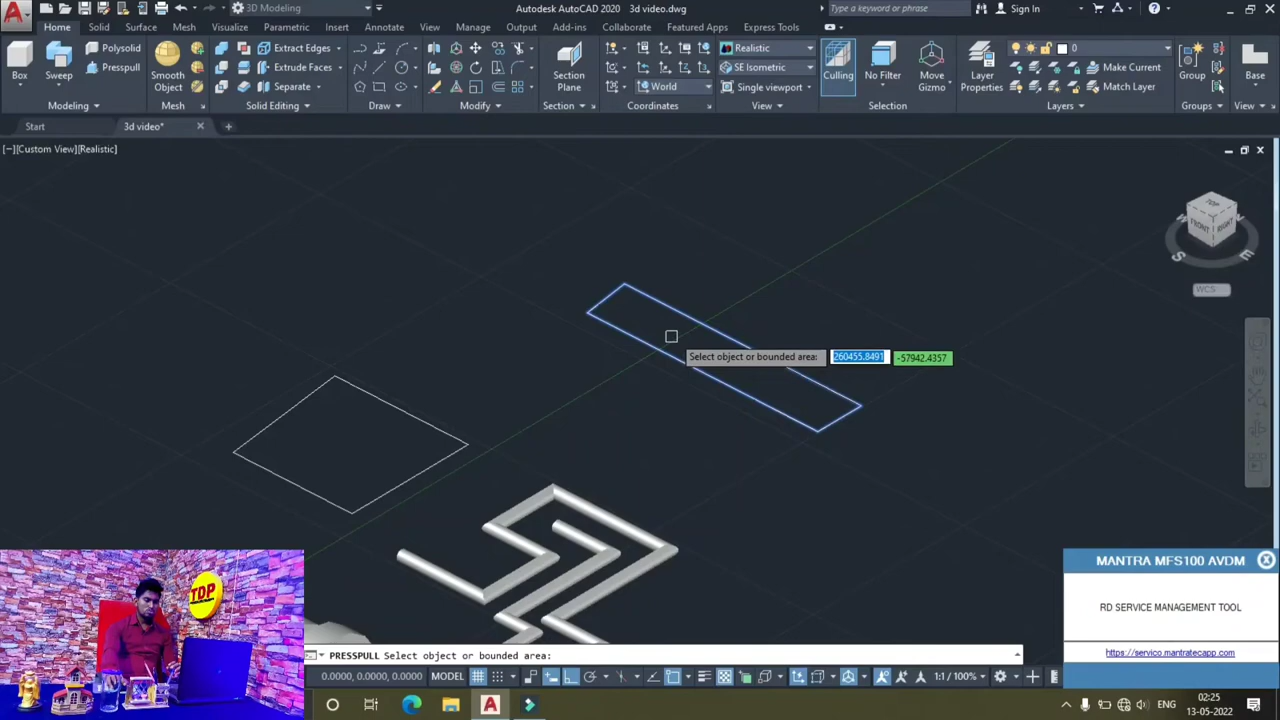 3D Modeling
Autodesk AutoCAD 2020 3d video.dwg
Type a keyword or phrase
Sign In
Home Solid Surface Mesh Visualize Parametric Insert Annotate View Manage Output Add-ins Collaborate Featured Apps Express Tools
Box
Sweep
Polysolid
Presspull
Smooth
Object
Extract Edges
Extrude Faces
Separate
Section
Plane
World
Realistic
SE Isometric
Single viewport
Culling
No Filter
Move
Gizmo
Layer
Properties
0
Make Current
Match Layer
Group
Base
Modeling Mesh Solid Editing Draw Modify Section Coordinates View Selection Layers Groups View
Start
3d video*
[−][Custom View][Realistic]
TOP
FRONT
RIGHT
W
S
E
WCS
Select object or bounded area: 260455.8491 -57942.4357
TDP
MANTRA MFS100 AVDM
RD SERVICE MANAGEMENT TOOL
https://servico.mantratecapp.com
PRESSPULL Select object or bounded area:
0.0000, 0.0000, 0.0000 MODEL
1:1 / 100%
ENG
02:25
13-05-2022